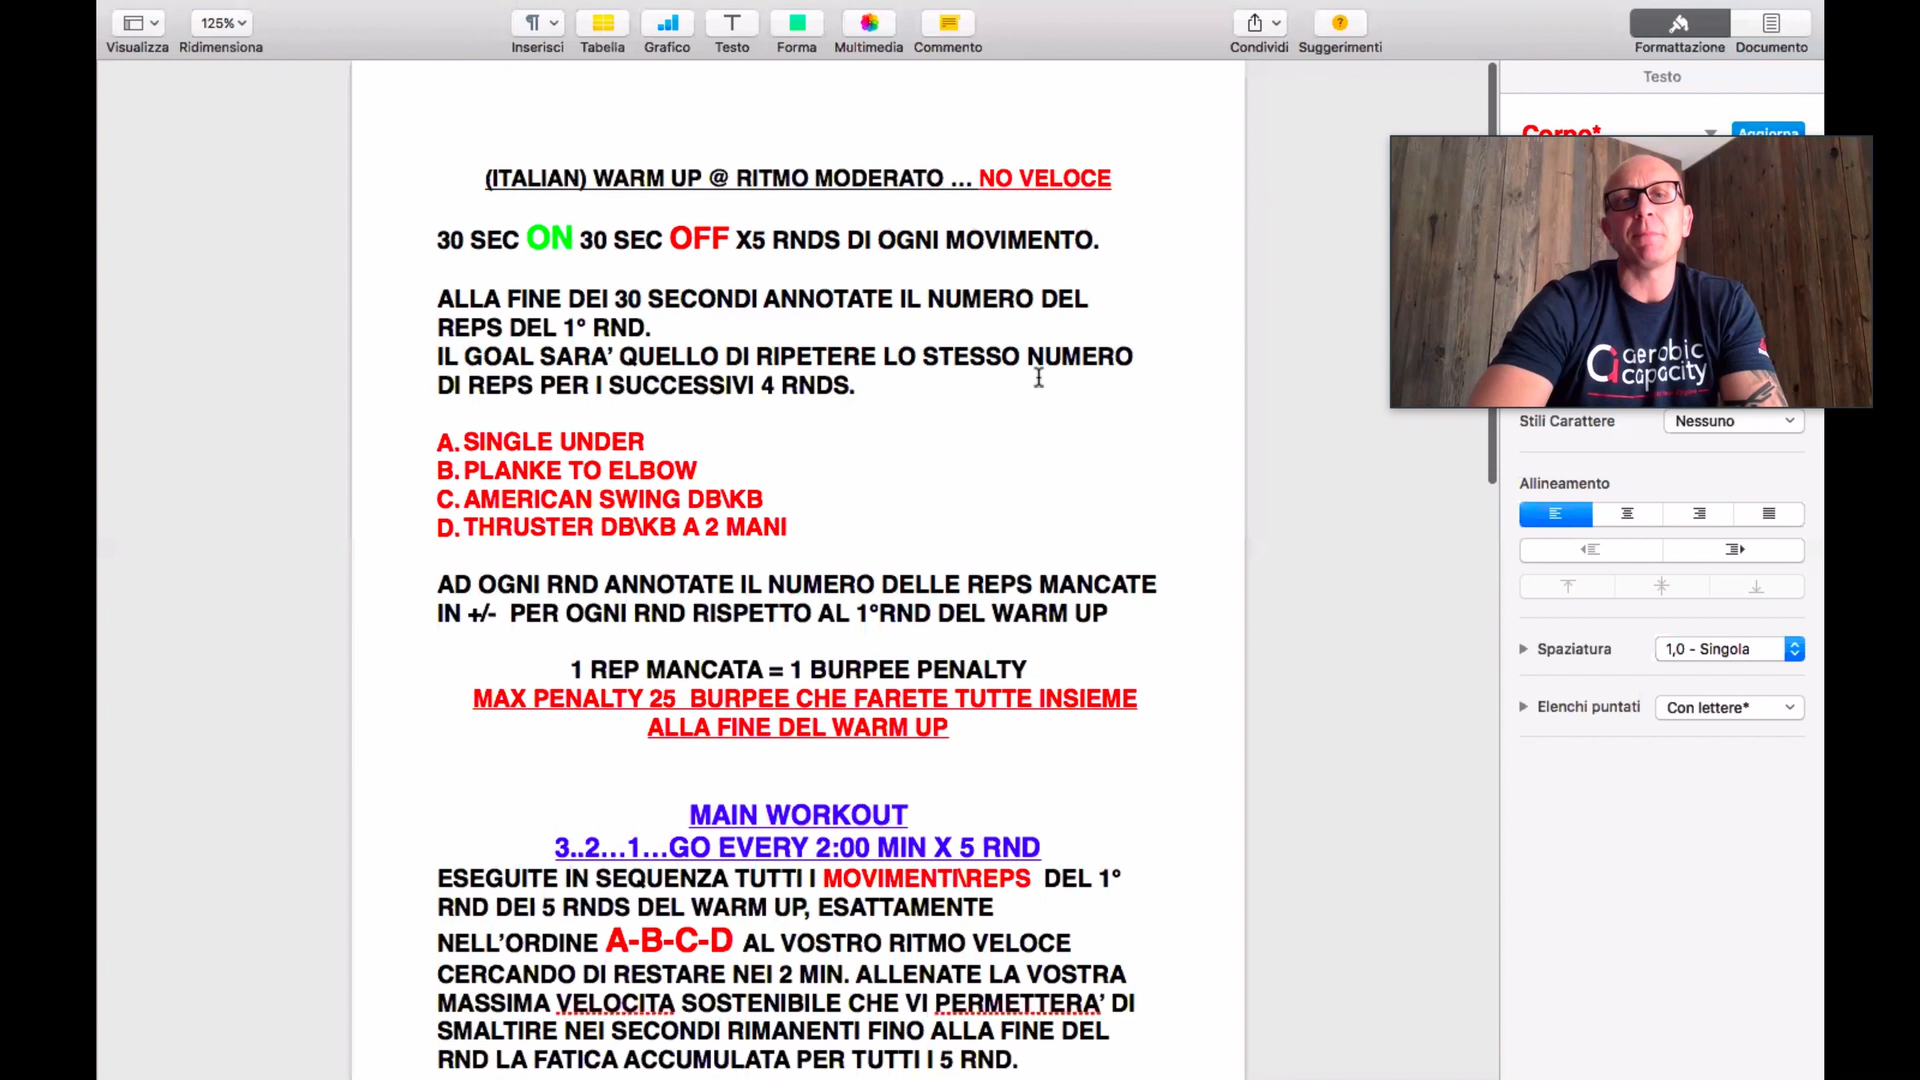 125%
Visualizza
Ridimensiona
Inserisci
Tabella
Grafico
Testo
Forma
Multimedia
Commento
Condividi
Suggerimenti
Formattazione
Documento
Testo
Corpo*
Aggiorna
(ITALIAN) WARM UP @ RITMO MODERATO ... NO VELOCE
30 SEC ON 30 SEC OFF X5 RNDS DI OGNI MOVIMENTO.
ALLA FINE DEI 30 SECONDI ANNOTATE IL NUMERO DEL
REPS DEL 1° RND.
IL GOAL SARA' QUELLO DI RIPETERE LO STESSO NUMERO
DI REPS PER I SUCCESSIVI 4 RNDS.
A. SINGLE UNDER
B. PLANKE TO ELBOW
C. AMERICAN SWING DB\KB
D. THRUSTER DB\KB A 2 MANI
AD OGNI RND ANNOTATE IL NUMERO DELLE REPS MANCATE
IN +/-  PER OGNI RND RISPETTO AL 1°RND DEL WARM UP
1 REP MANCATA = 1 BURPEE PENALTY
MAX PENALTY 25  BURPEE CHE FARETE TUTTE INSIEME
ALLA FINE DEL WARM UP
MAIN WORKOUT
3..2...1...GO EVERY 2:00 MIN X 5 RND
ESEGUITE IN SEQUENZA TUTTI I MOVIMENTI\REPS  DEL 1°
RND DEI 5 RNDS DEL WARM UP, ESATTAMENTE
NELL'ORDINE A-B-C-D AL VOSTRO RITMO VELOCE
CERCANDO DI RESTARE NEI 2 MIN. ALLENATE LA VOSTRA
MASSIMA VELOCITA SOSTENIBILE CHE VI PERMETTERA' DI
SMALTIRE NEI SECONDI RIMANENTI FINO ALLA FINE DEL
RND LA FATICA ACCUMULATA PER TUTTI I 5 RND.
aerobic
capacity
Stili Carattere
Nessuno
Allineamento
Spaziatura
1,0 - Singola
Elenchi puntati
Con lettere*